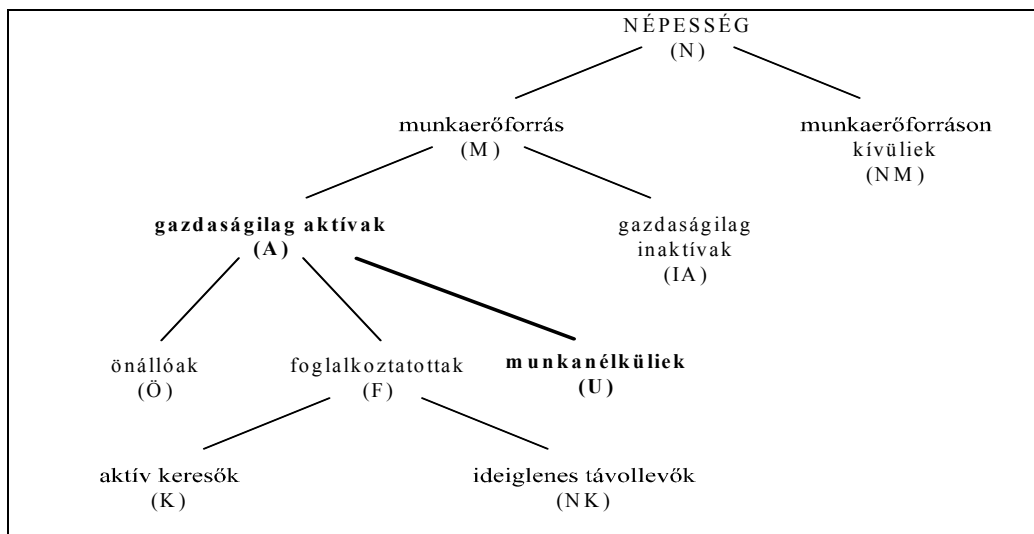 NÉPESSÉG
(N)
munkaerőforrás
(M)
munkaerőforráson
kívüliek
(NM)
gazdaságilag aktívak
(A)
gazdaságilag
inaktívak
(IA)
önállóak
(Ö)
foglalkoztatottak
(F)
munkanélküliek
(U)
aktív keresők
(K)
ideiglenes távollevők
(NK)